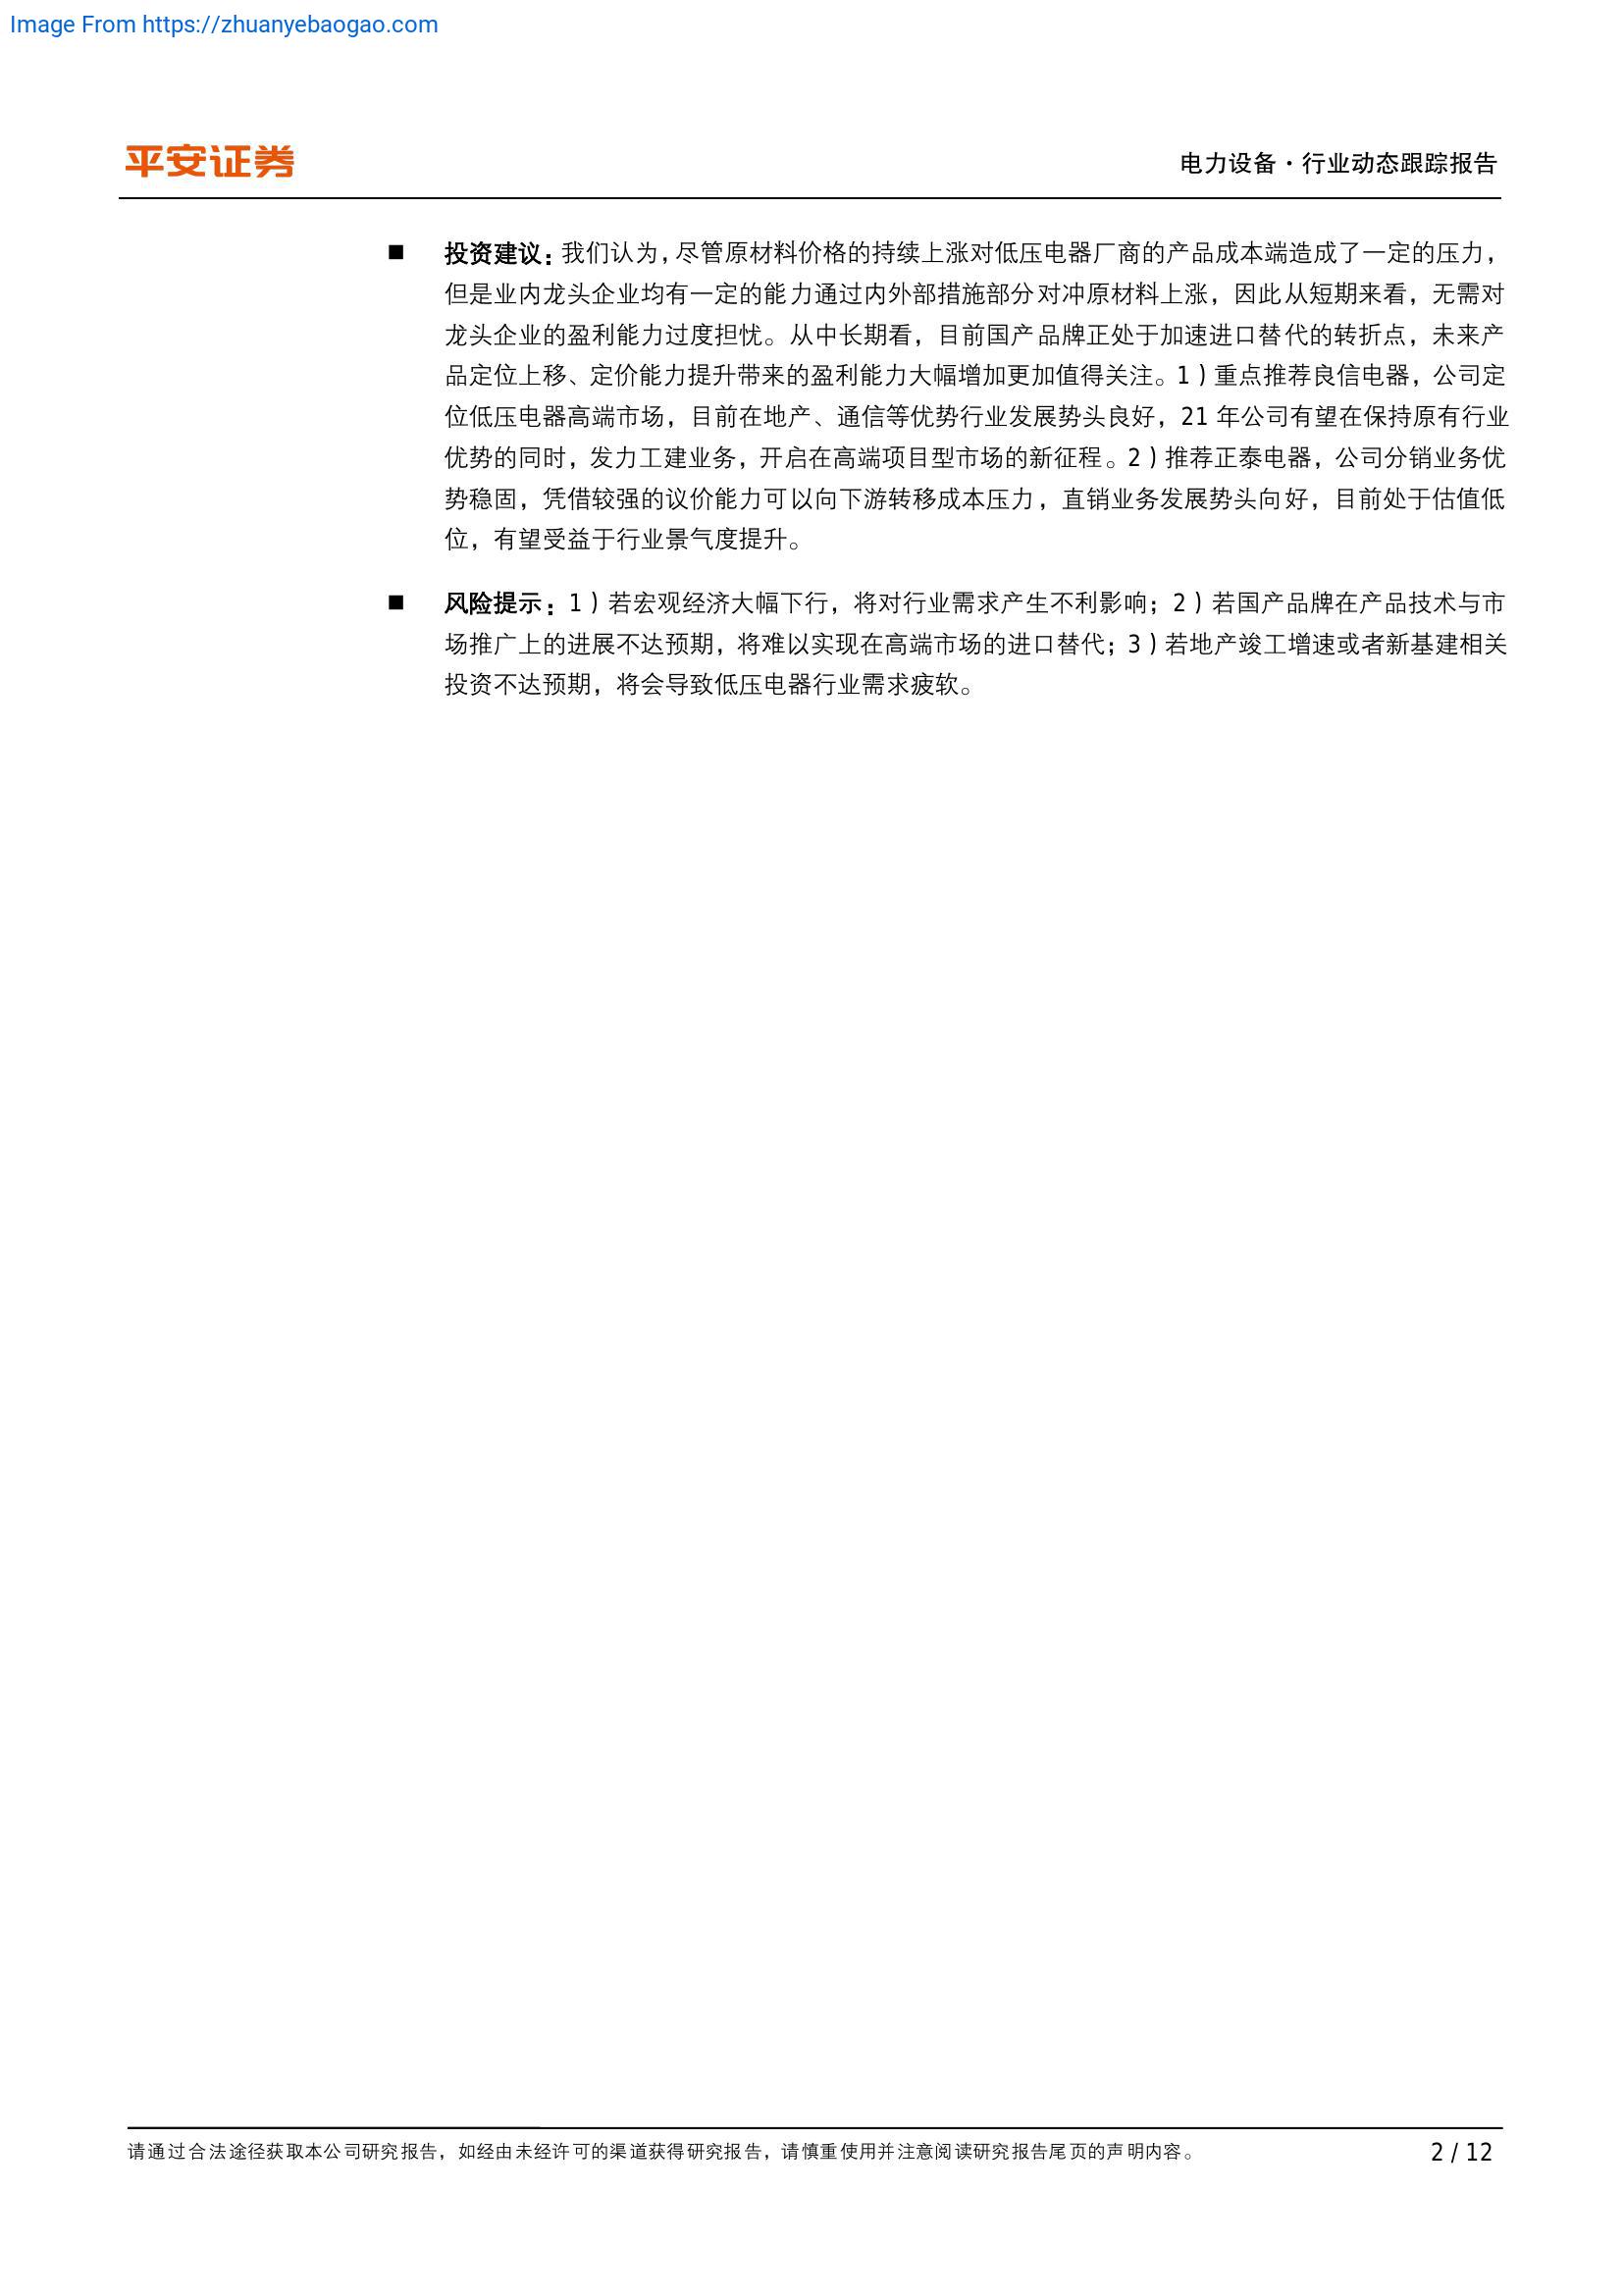 Image From https://zhuanyebaogao.com
平安证券
电力设备·行业动态跟踪报告
■ 投资建议：我们认为，尽管原材料价格的持续上涨对低压电器厂商的产品成本端造成了一定的压力，
但是业内龙头企业均有一定的能力通过内外部措施部分对冲原材料上涨，因此从短期来看，无需对
龙头企业的盈利能力过度担忧。从中长期看，目前国产品牌正处于加速进口替代的转折点，未来产
品定位上移、定价能力提升带来的盈利能力大幅增加更加值得关注。1）重点推荐良信电器，公司定
位低压电器高端市场，目前在地产、通信等优势行业发展势头良好，21 年公司有望在保持原有行业
优势的同时，发力工建业务，开启在高端项目型市场的新征程。2）推荐正泰电器，公司分销业务优
势稳固，凭借较强的议价能力可以向下游转移成本压力，直销业务发展势头向好，目前处于估值低
位，有望受益于行业景气度提升。
■ 风险提示：1）若宏观经济大幅下行，将对行业需求产生不利影响；2）若国产品牌在产品技术与市
场推广上的进展不达预期，将难以实现在高端市场的进口替代；3）若地产竣工增速或者新基建相关
投资不达预期，将会导致低压电器行业需求疲软。
请通过合法途径获取本公司研究报告，如经由未经许可的渠道获得研究报告，请慎重使用并注意阅读研究报告尾页的声明内容。
2 / 12